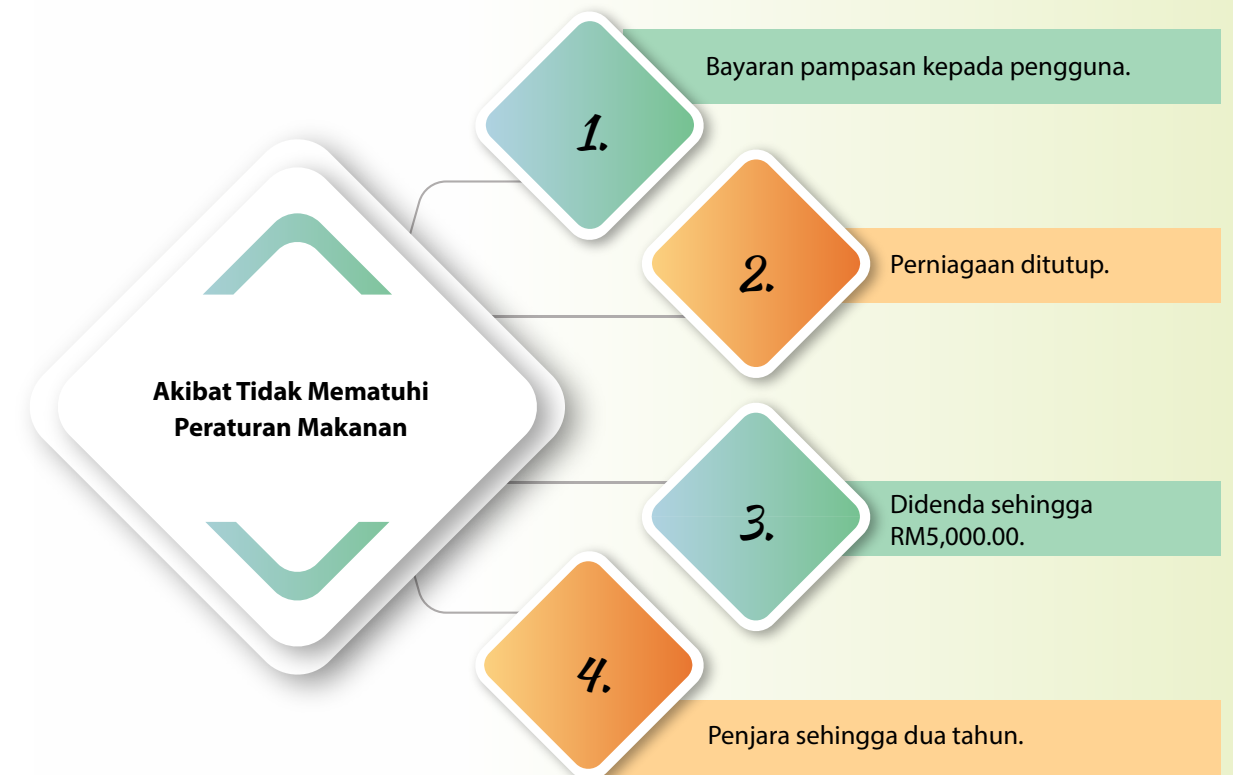 Akibat Tidak Mematuhi
Peraturan Makanan
1.
Bayaran pampasan kepada pengguna.
2.
Perniagaan ditutup.
3.
Didenda sehingga
RM5,000.00.
4.
Penjara sehingga dua tahun.